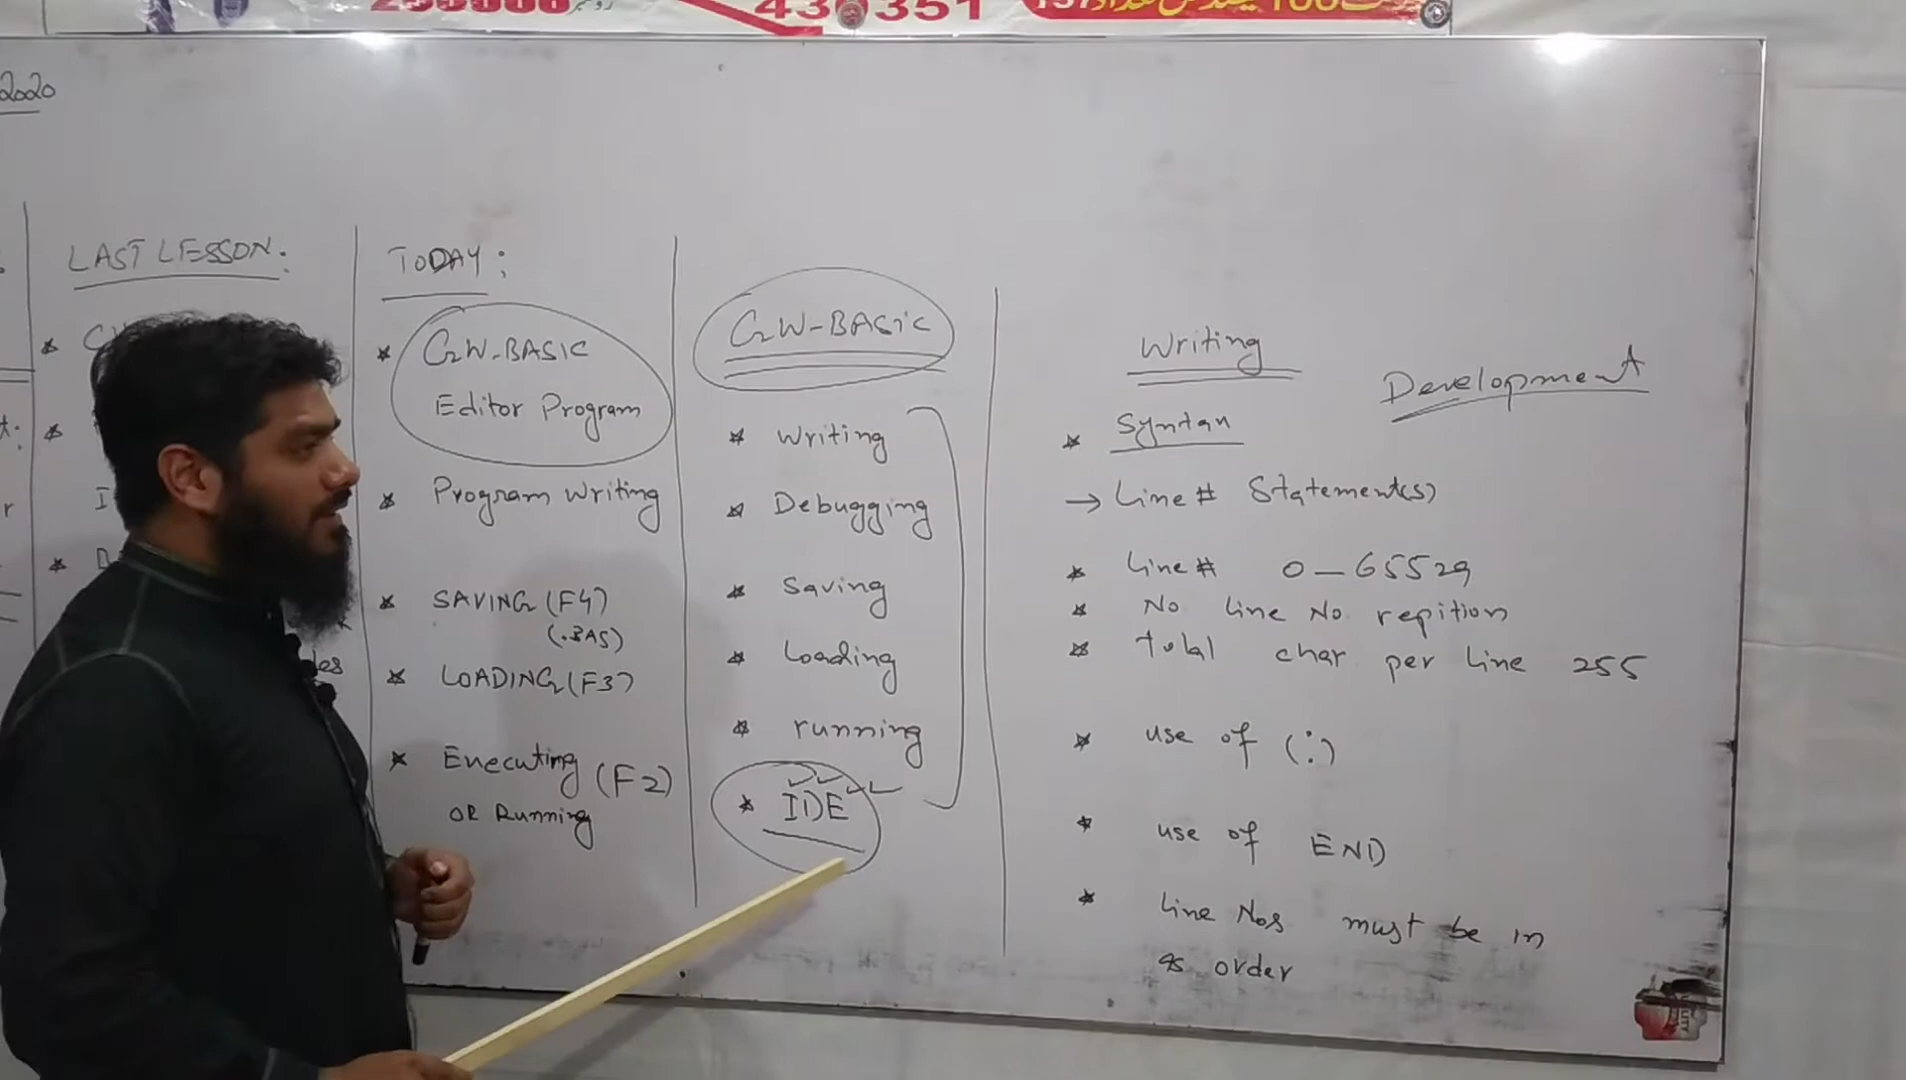 430351
2020
LAST LESSON:
TODAY:
GW-BASIC
Editor Program
Program writing
SAVING (F4)
(.BAS)
LOADING (F3)
Executing (F2)
OR Running
GW-BASIC
writing
Debugging
Saving
Loading
running
IDE
Writing
Development
Syntax
→ Line # Statement(s)
Line # 0-65529
No line No. repition
total char per line 255
use of (:)
use of END
line Nos must be in
order